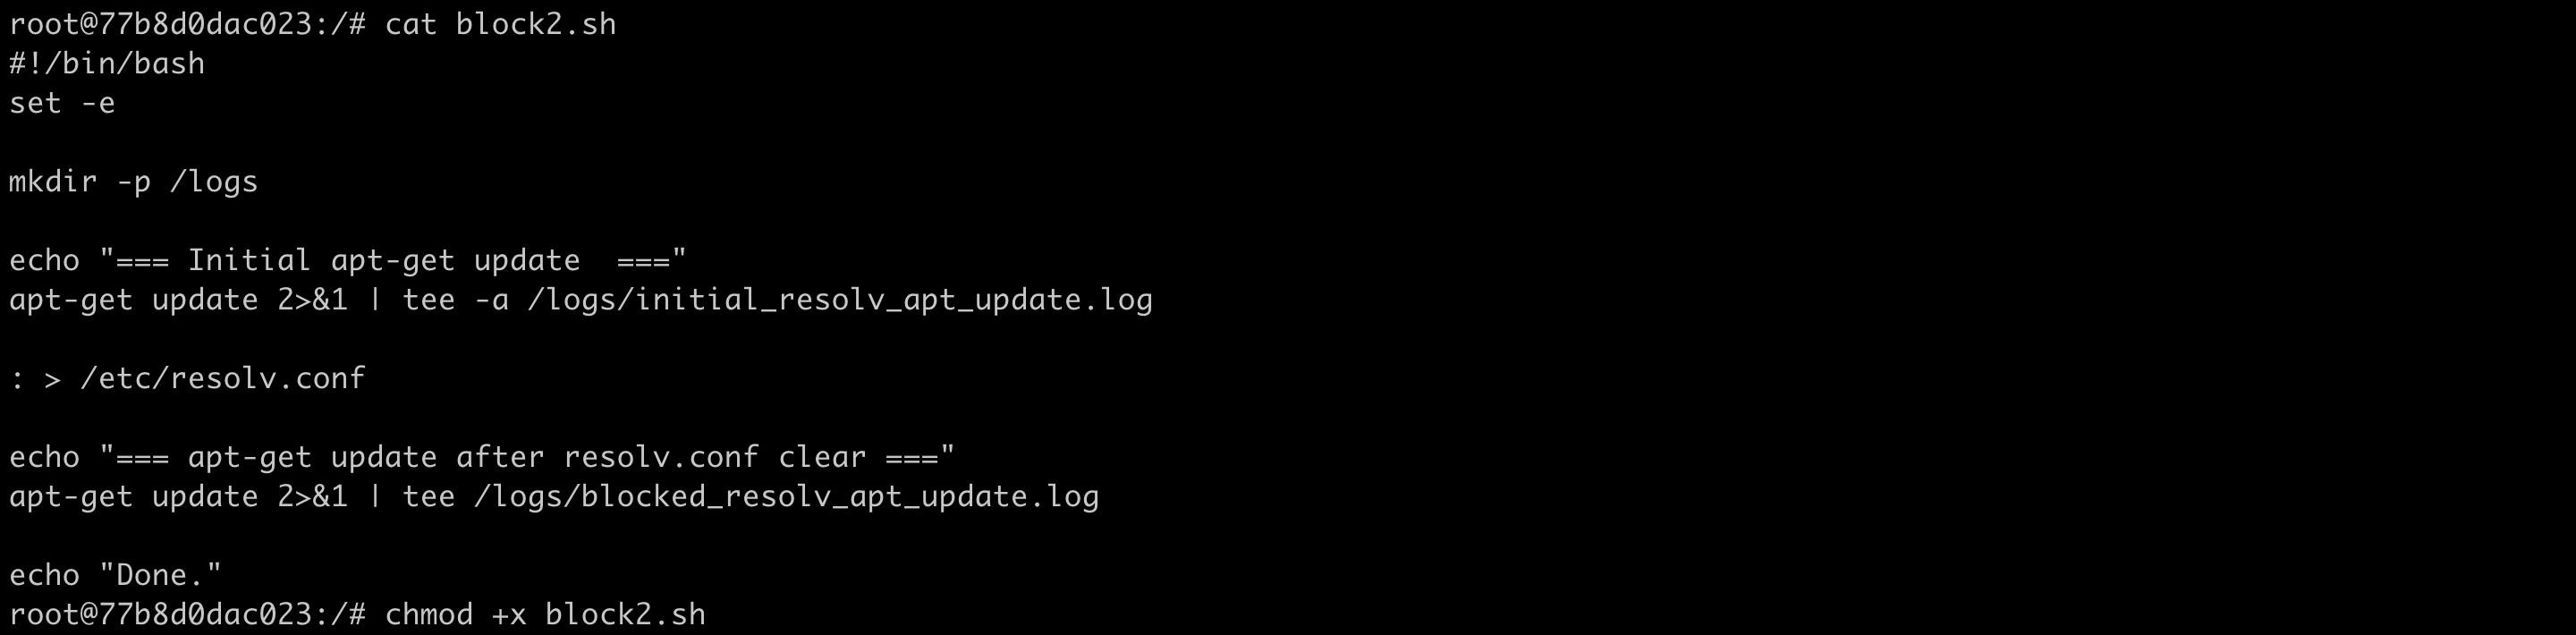 root@77b8d0dac023:/# cat block2.sh
#!/bin/bash
set -e

mkdir -p /logs

echo "=== Initial apt-get update  ==="
apt-get update 2>&1 | tee -a /logs/initial_resolv_apt_update.log

: > /etc/resolv.conf

echo "=== apt-get update after resolv.conf clear ==="
apt-get update 2>&1 | tee /logs/blocked_resolv_apt_update.log

echo "Done."
root@77b8d0dac023:/# chmod +x block2.sh